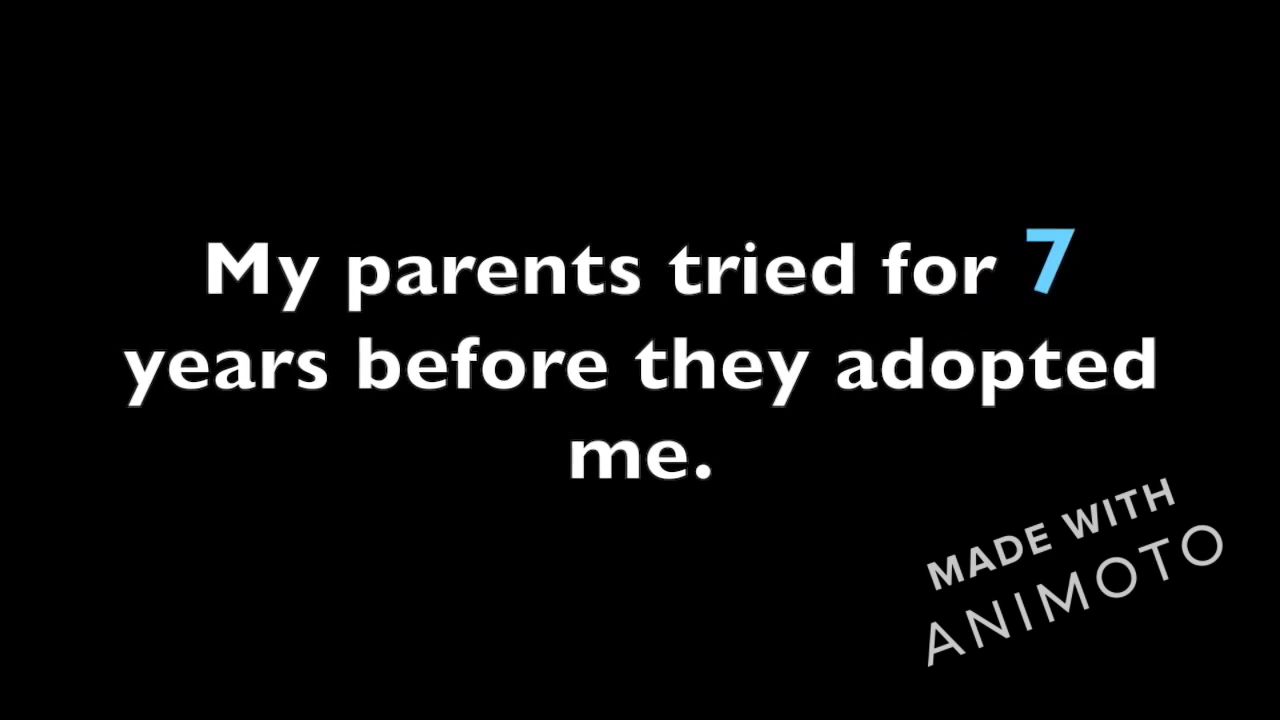 My parents tried for 7
years before they adopted
me.
MADE WITH
ANIMOTO